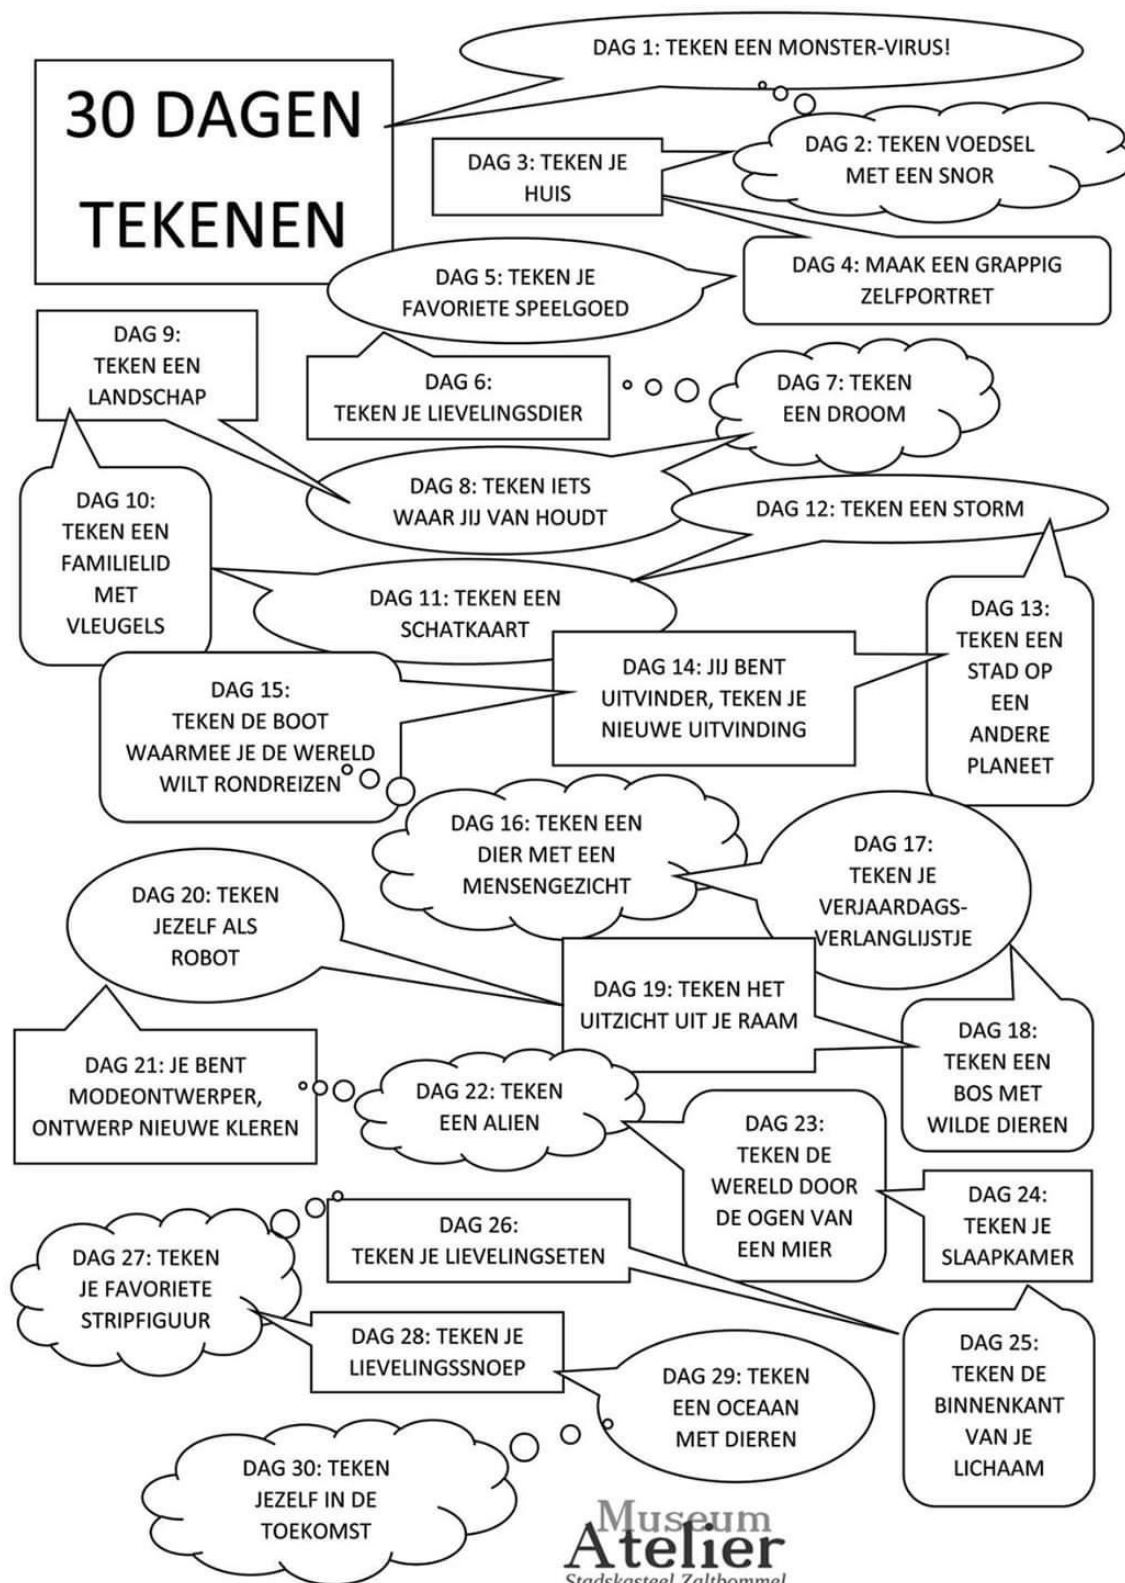 30 DAGEN
TEKENEN
DAG 1: TEKEN EEN MONSTER-VIRUS!
DAG 2: TEKEN VOEDSEL
MET EEN SNOR
DAG 3: TEKEN JE
HUIS
DAG 4: MAAK EEN GRAPPIG
ZELFPORTRET
DAG 5: TEKEN JE
FAVORIETE SPEELGOED
DAG 6:
TEKEN JE LIEVELINGSDIER
DAG 7: TEKEN
EEN DROOM
DAG 8: TEKEN IETS
WAAR JIJ VAN HOUDT
DAG 9:
TEKEN EEN
LANDSCHAP
DAG 10:
TEKEN EEN
FAMILIELID
MET
VLEUGELS
DAG 11: TEKEN EEN
SCHATKAART
DAG 12: TEKEN EEN STORM
DAG 13:
TEKEN EEN
STAD OP
EEN
ANDERE
PLANEET
DAG 14: JIJ BENT
UITVINDER, TEKEN JE
NIEUWE UITVINDING
DAG 15:
TEKEN DE BOOT
WAARMEE JE DE WERELD
WILT RONDREIZEN
DAG 16: TEKEN EEN
DIER MET EEN
MENSENGEZICHT
DAG 17:
TEKEN JE
VERJAARDAGS-
VERLANGLIJSTJE
DAG 18:
TEKEN EEN
BOS MET
WILDE DIEREN
DAG 19: TEKEN HET
UITZICHT UIT JE RAAM
DAG 20: TEKEN
JEZELF ALS
ROBOT
DAG 21: JE BENT
MODEONTWERPER,
ONTWERP NIEUWE KLEREN
DAG 22: TEKEN
EEN ALIEN
DAG 23:
TEKEN DE
WERELD DOOR
DE OGEN VAN
EEN MIER
DAG 24:
TEKEN JE
SLAAPKAMER
DAG 25:
TEKEN DE
BINNENKANT
VAN JE
LICHAAM
DAG 26:
TEKEN JE LIEVELINGSETEN
DAG 27: TEKEN
JE FAVORIETE
STRIPFIGUUR
DAG 28: TEKEN JE
LIEVELINGSSNOEP
DAG 29: TEKEN
EEN OCEAAN
MET DIEREN
DAG 30: TEKEN
JEZELF IN DE
TOEKOMST
Museum
Atelier
Stadskasteel Zaltbommel